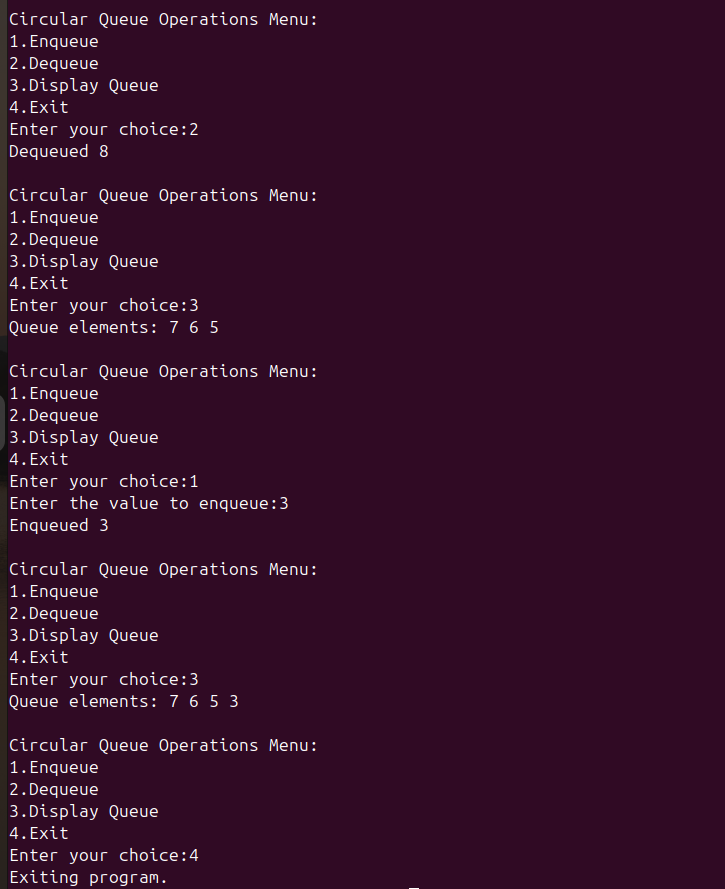 Circular Queue Operations Menu:
1.Enqueue
2.Dequeue
3.Display Queue
4.Exit
Enter your choice:2
Dequeued 8

Circular Queue Operations Menu:
1.Enqueue
2.Dequeue
3.Display Queue
4.Exit
Enter your choice:3
Queue elements: 7 6 5

Circular Queue Operations Menu:
1.Enqueue
2.Dequeue
3.Display Queue
4.Exit
Enter your choice:1
Enter the value to enqueue:3
Enqueued 3

Circular Queue Operations Menu:
1.Enqueue
2.Dequeue
3.Display Queue
4.Exit
Enter your choice:3
Queue elements: 7 6 5 3

Circular Queue Operations Menu:
1.Enqueue
2.Dequeue
3.Display Queue
4.Exit
Enter your choice:4
Exiting program.